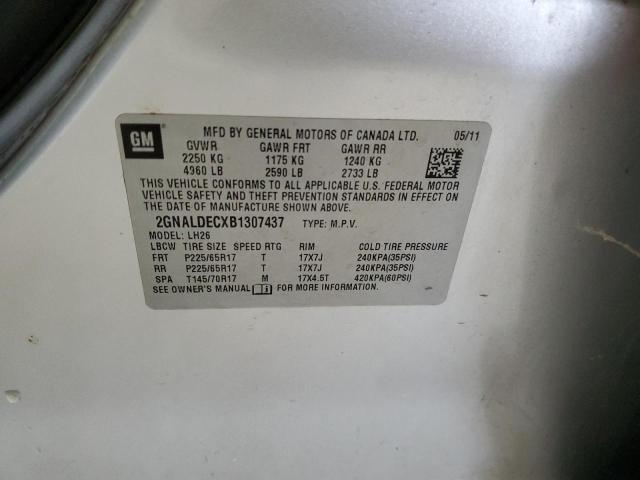 GM
MFD BY GENERAL MOTORS OF CANADA LTD. 05/11
GVWR GAWR FRT GAWR RR
2250 KG 1175 KG 1240 KG
4960 LB 2590 LB 2733 LB
THIS VEHICLE CONFORMS TO ALL APPLICABLE U.S. FEDERAL MOTOR
VEHICLE SAFETY AND THEFT PREVENTION STANDARDS IN EFFECT ON
THE DATE OF MANUFACTURE SHOWN ABOVE.
2GNALDECXB1307437 TYPE: M.P.V.
MODEL: LH26
LBCW TIRE SIZE SPEED RTG RIM COLD TIRE PRESSURE
FRT P225/65R17 T 17X7J 240KPA(35PSI)
RR P225/65R17 T 17X7J 240KPA(35PSI)
SPA T145/70R17 M 17X4.5T 420KPA(60PSI)
SEE OWNER'S MANUAL FOR MORE INFORMATION.